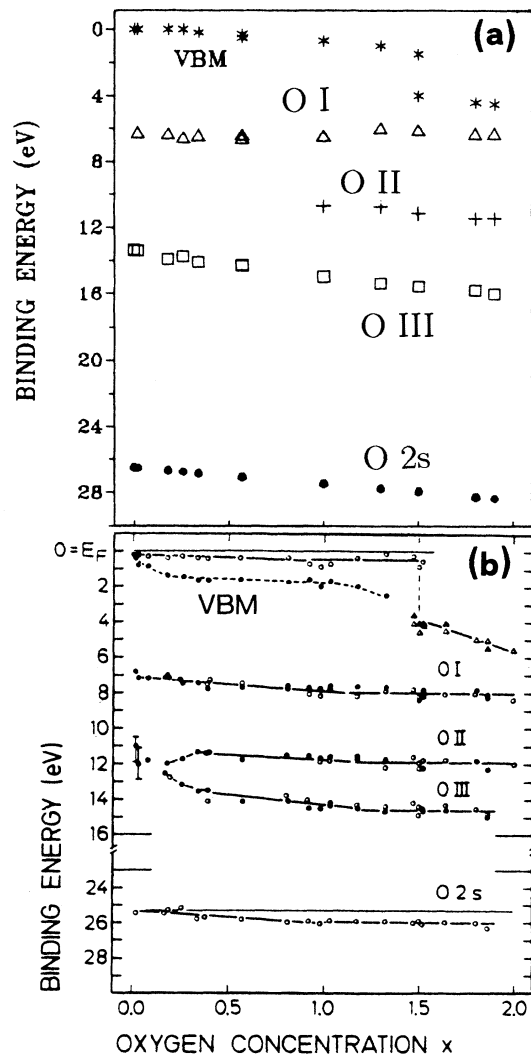 (a)
0
VBM
4
O I
8
O II
12
16
O III
20
24
O 2s
28
BINDING ENERGY (eV)
(b)
0=EF
2
VBM
4
6
O I
8
10
O II
12
14
O III
16
O 2s
24
26
28
BINDING ENERGY (eV)
0.0 0.5 1.0 1.5 2.0
OXYGEN CONCENTRATION x